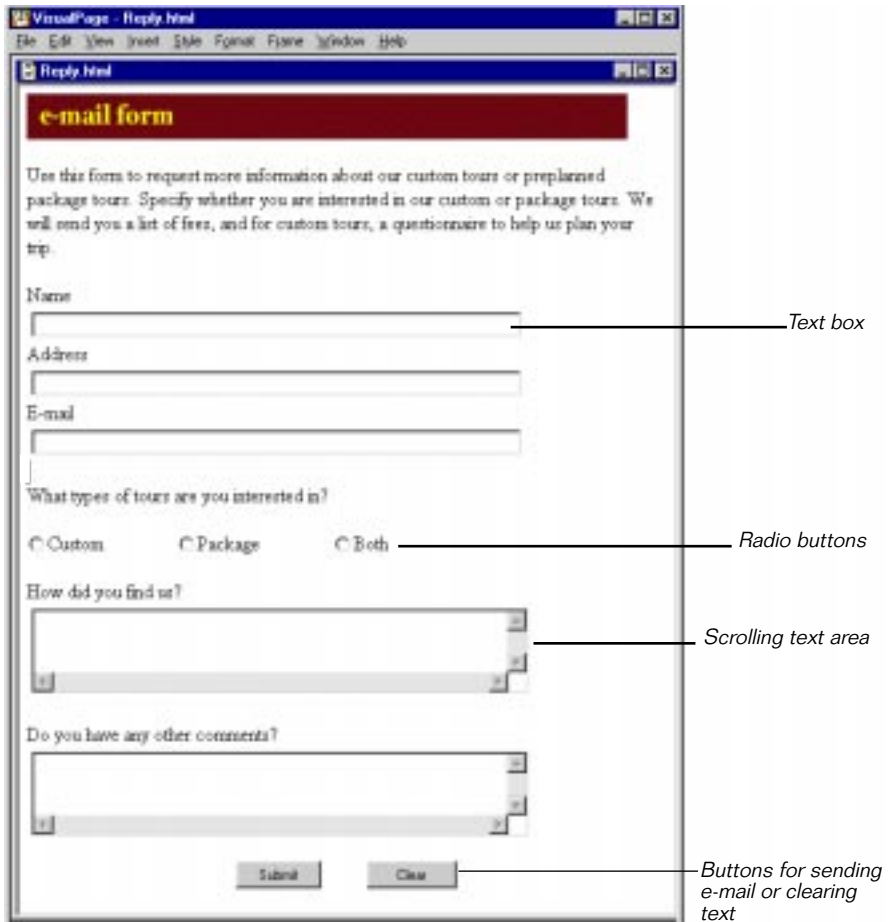 VisualPage - Reply.html
File Edit View Insert Style Format Frame Window Help
Reply.html
e-mail form
Use this form to request more information about our custom tours or preplanned
package tours. Specify whether you are interested in our custom or package tours. We
will send you a list of fees, and for custom tours, a questionnaire to help us plan your
trip.
Name
Text box
Address
E-mail
What types of tours are you interested in?
Custom Package Both
Radio buttons
How did you find us?
Scrolling text area
Do you have any other comments?
Submit Clear
Buttons for sending
e-mail or clearing
text